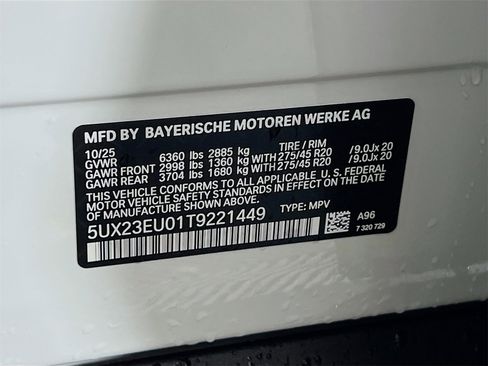 MFD BY BAYERISCHE MOTOREN WERKE AG
10/25 6360 lbs 2885 kg TIRE / RIM
GVWR
GAWR FRONT 2998 lbs 1360 kg WITH 275/45 R20 /9.0Jx 20
GAWR REAR 3704 lbs 1680 kg WITH 275/45 R20 /9.0Jx 20
THIS VEHICLE CONFORMS TO ALL APPLICABLE U. S. FEDERAL
MOTOR VEHICLE SAFETY STANDARDS IN EFFECT ON THE
DATE OF MANUFACTURE SHOWN ABOVE.
5UX23EU01T9221449 TYPE: MPV
A96
7 320 729